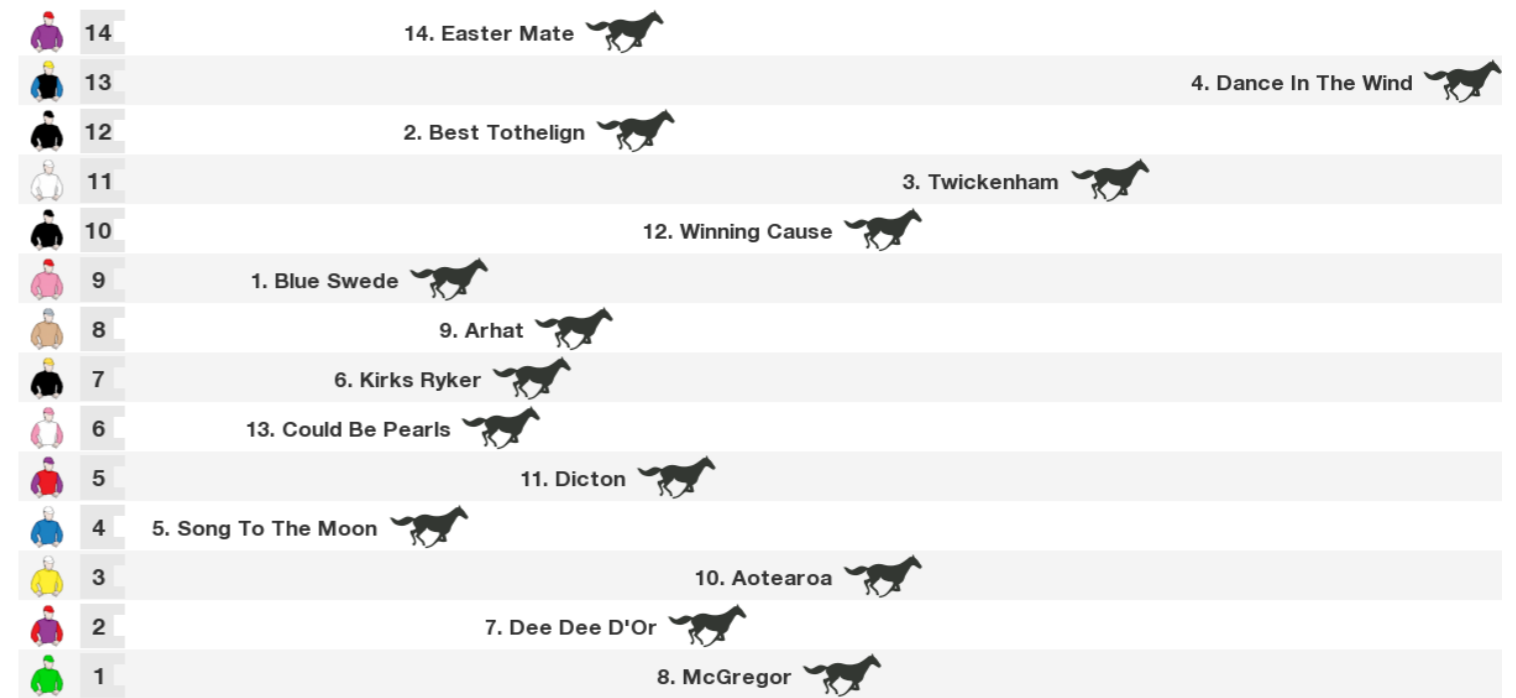 14 14. Easter Mate
13 4. Dance In The Wind
12 2. Best Tothelign
11 3. Twickenham
10 12. Winning Cause
9 1. Blue Swede
8 9. Arhat
7 6. Kirks Ryker
6 13. Could Be Pearls
5 11. Dicton
4 5. Song To The Moon
3 10. Aotearoa
2 7. Dee Dee D'Or
1 8. McGregor